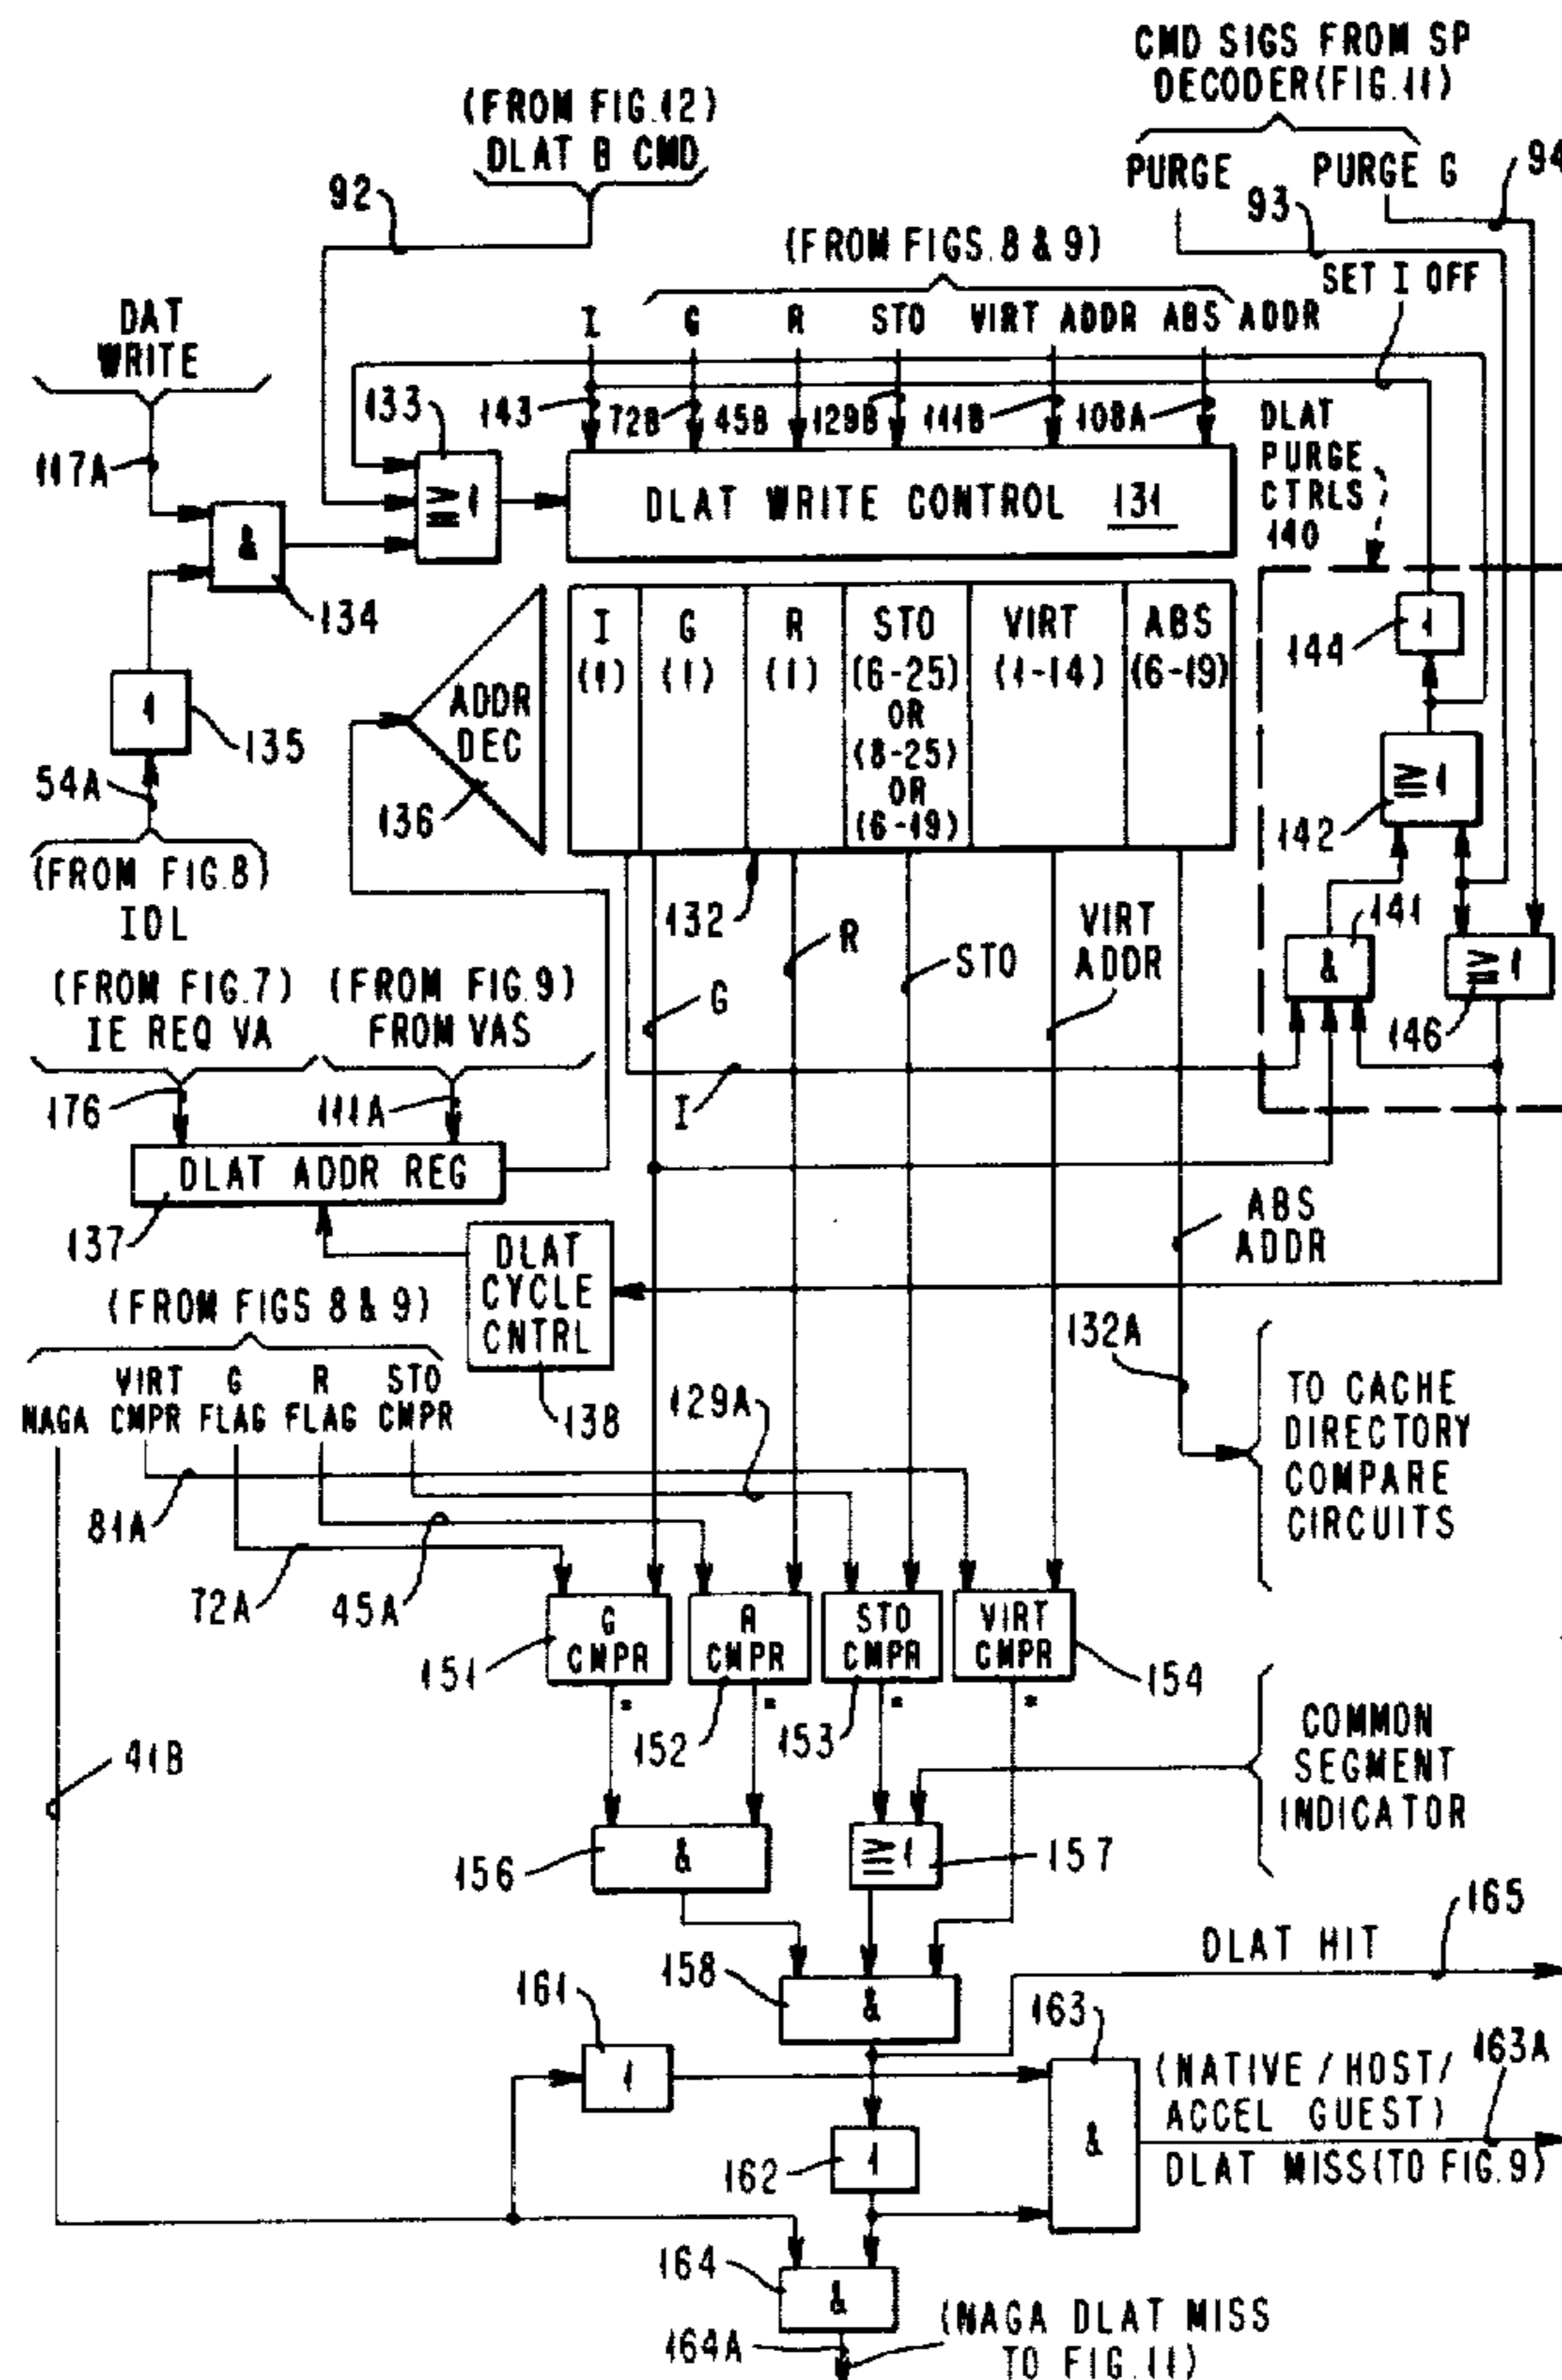 CMD SIGS FROM SP
DECODER(FIG.11)
(FROM FIG.12)
DLAT B CMD
PURGE PURGE G
94
92
93
(FROM FIGS. 8 & 9)
SET I OFF
DAT
WRITE
I G R STO VIRT ADDR ABS ADDR
133
143 72B 45B 129B 111B 108A
DLAT
PURGE
CTRLS
140
117A
≥1
DLAT WRITE CONTROL 131
&
134
I
(1)
G
(1)
R
(1)
STO
(6-25)
OR
(8-25)
OR
(6-19)
VIRT
(1-14)
ABS
(6-19)
1
144
ADDR
DEC
136
1
135
54A
(FROM FIG.8)
IDL
≥1
142
132
R
STO
VIRT
ADDR
141
&
≥1
146
G
(FROM FIG.7) (FROM FIG.9)
IE REQ VA FROM VAS
176
111A
I
DLAT ADDR REG
137
ABS
ADDR
DLAT
CYCLE
CNTRL
138
(FROM FIGS 8 & 9)
132A
NAGA
VIRT
CMPR
G
FLAG
R
FLAG
STO
CMPR
129A
TO CACHE
DIRECTORY
COMPARE
CIRCUITS
81A
72A
45A
G
CMPR
R
CMPR
STO
CMPR
VIRT
CMPR
151
152
153
154
= = = =
COMMON
SEGMENT
INDICATOR
41B
156
&
≥1
157
165
DLAT HIT
158
&
161
1
163
&
(NATIVE/HOST/
ACCEL GUEST)
DLAT MISS(TO FIG.9)
163A
162
1
164
&
164A
(NAGA DLAT MISS
TO FIG.11)